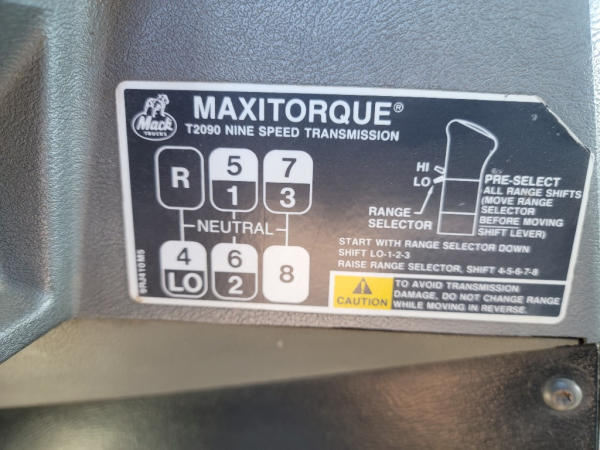 Mack
TRUCKS
MAXITORQUE®
T2090 NINE SPEED TRANSMISSION
R 5 7
1 3
NEUTRAL
4 6 8
LO 2
9RJ410M5
HI
LO
RANGE
SELECTOR
PRE-SELECT
ALL RANGE SHIFTS
(MOVE RANGE
SELECTOR
BEFORE MOVING
SHIFT LEVER)
START WITH RANGE SELECTOR DOWN
SHIFT LO-1-2-3
RAISE RANGE SELECTOR, SHIFT 4-5-6-7-8
CAUTION
TO AVOID TRANSMISSION
DAMAGE, DO NOT CHANGE RANGE
WHILE MOVING IN REVERSE.